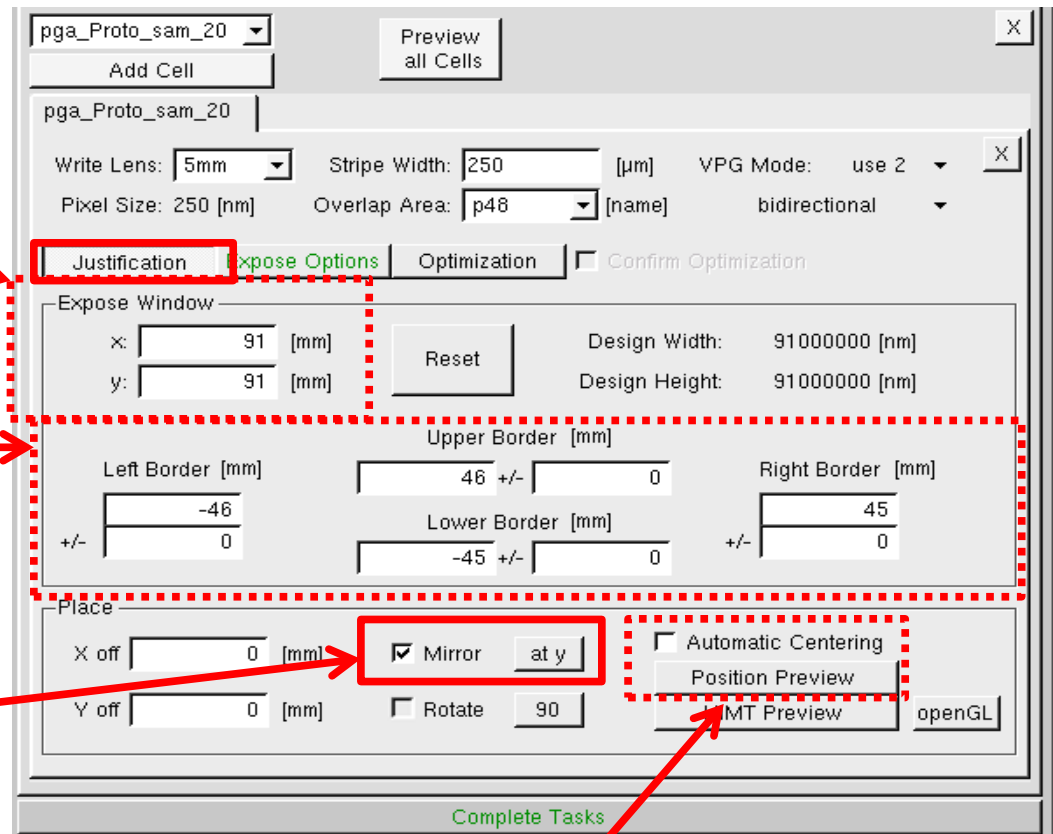 pga_Proto_sam_20
Preview
all Cells
X
Add Cell
pga_Proto_sam_20
X
Write Lens: 5mm Stripe Width: 250 [µm] VPG Mode: use 2
Pixel Size: 250 [nm] Overlap Area: p48 [name] bidirectional
Justification Expose Options Optimization Confirm Optimization
Expose Window
x: 91 [mm] Reset Design Width: 91000000 [nm]
y: 91 [mm] Design Height: 91000000 [nm]
Upper Border [mm]
Left Border [mm] 46 +/- 0 Right Border [mm]
-46 Lower Border [mm] 45
+/- 0 -45 +/- 0 +/- 0
Place
X off 0 [mm] Mirror at y Automatic Centering
Position Preview
Y off 0 [mm] Rotate 90 HIMT Preview openGL
Complete Tasks